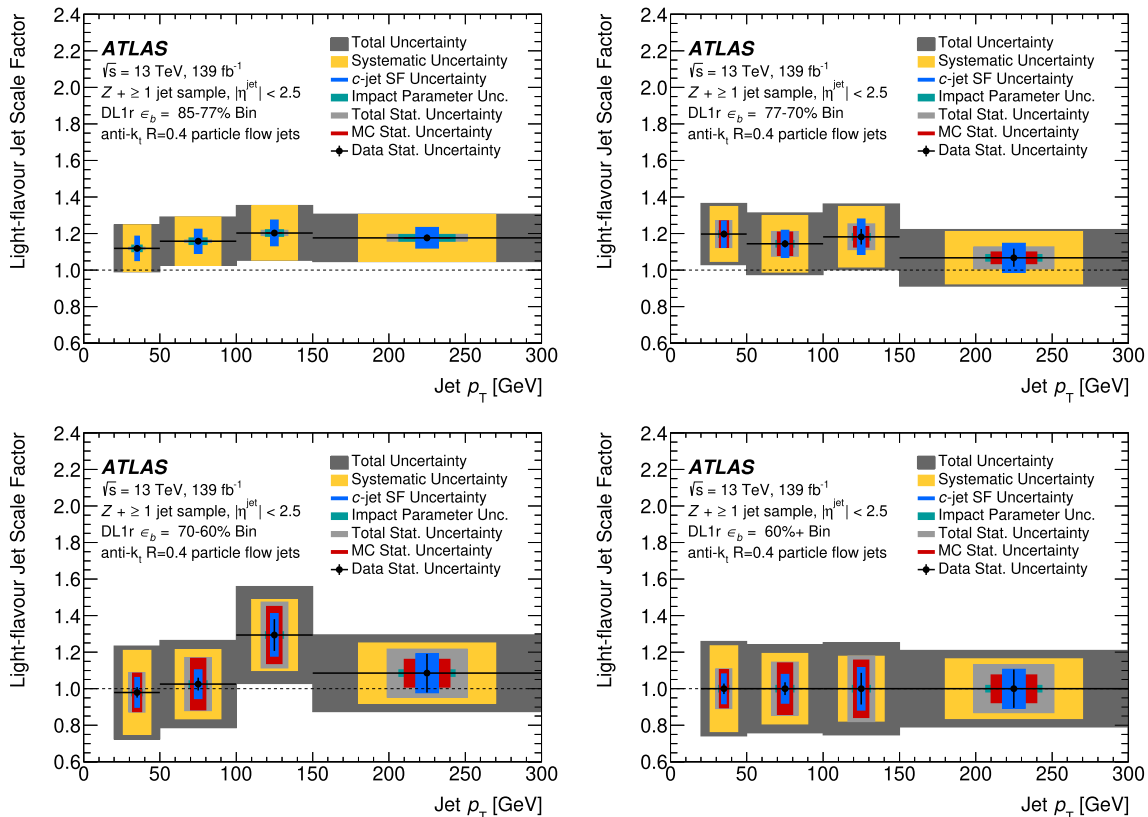 Light-flavour Jet Scale Factor
2.4
2.2
2.0
1.8
1.6
1.4
1.2
1.0
0.8
0.6
ATLAS
√s = 13 TeV, 139 fb⁻¹
Z + ≥ 1 jet sample, |η^jet| < 2.5
DL1r ϵ_b = 85-77% Bin
anti-k_t R=0.4 particle flow jets
Total Uncertainty
Systematic Uncertainty
c-jet SF Uncertainty
Impact Parameter Unc.
Total Stat. Uncertainty
MC Stat. Uncertainty
Data Stat. Uncertainty
0 50 100 150 200 250 300
Jet p_T [GeV]
Light-flavour Jet Scale Factor
2.4
2.2
2.0
1.8
1.6
1.4
1.2
1.0
0.8
0.6
ATLAS
√s = 13 TeV, 139 fb⁻¹
Z + ≥ 1 jet sample, |η^jet| < 2.5
DL1r ϵ_b = 77-70% Bin
anti-k_t R=0.4 particle flow jets
Total Uncertainty
Systematic Uncertainty
c-jet SF Uncertainty
Impact Parameter Unc.
Total Stat. Uncertainty
MC Stat. Uncertainty
Data Stat. Uncertainty
0 50 100 150 200 250 300
Jet p_T [GeV]
Light-flavour Jet Scale Factor
2.4
2.2
2.0
1.8
1.6
1.4
1.2
1.0
0.8
0.6
ATLAS
√s = 13 TeV, 139 fb⁻¹
Z + ≥ 1 jet sample, |η^jet| < 2.5
DL1r ϵ_b = 70-60% Bin
anti-k_t R=0.4 particle flow jets
Total Uncertainty
Systematic Uncertainty
c-jet SF Uncertainty
Impact Parameter Unc.
Total Stat. Uncertainty
MC Stat. Uncertainty
Data Stat. Uncertainty
0 50 100 150 200 250 300
Jet p_T [GeV]
Light-flavour Jet Scale Factor
2.4
2.2
2.0
1.8
1.6
1.4
1.2
1.0
0.8
0.6
ATLAS
√s = 13 TeV, 139 fb⁻¹
Z + ≥ 1 jet sample, |η^jet| < 2.5
DL1r ϵ_b = 60%+ Bin
anti-k_t R=0.4 particle flow jets
Total Uncertainty
Systematic Uncertainty
c-jet SF Uncertainty
Impact Parameter Unc.
Total Stat. Uncertainty
MC Stat. Uncertainty
Data Stat. Uncertainty
0 50 100 150 200 250 300
Jet p_T [GeV]